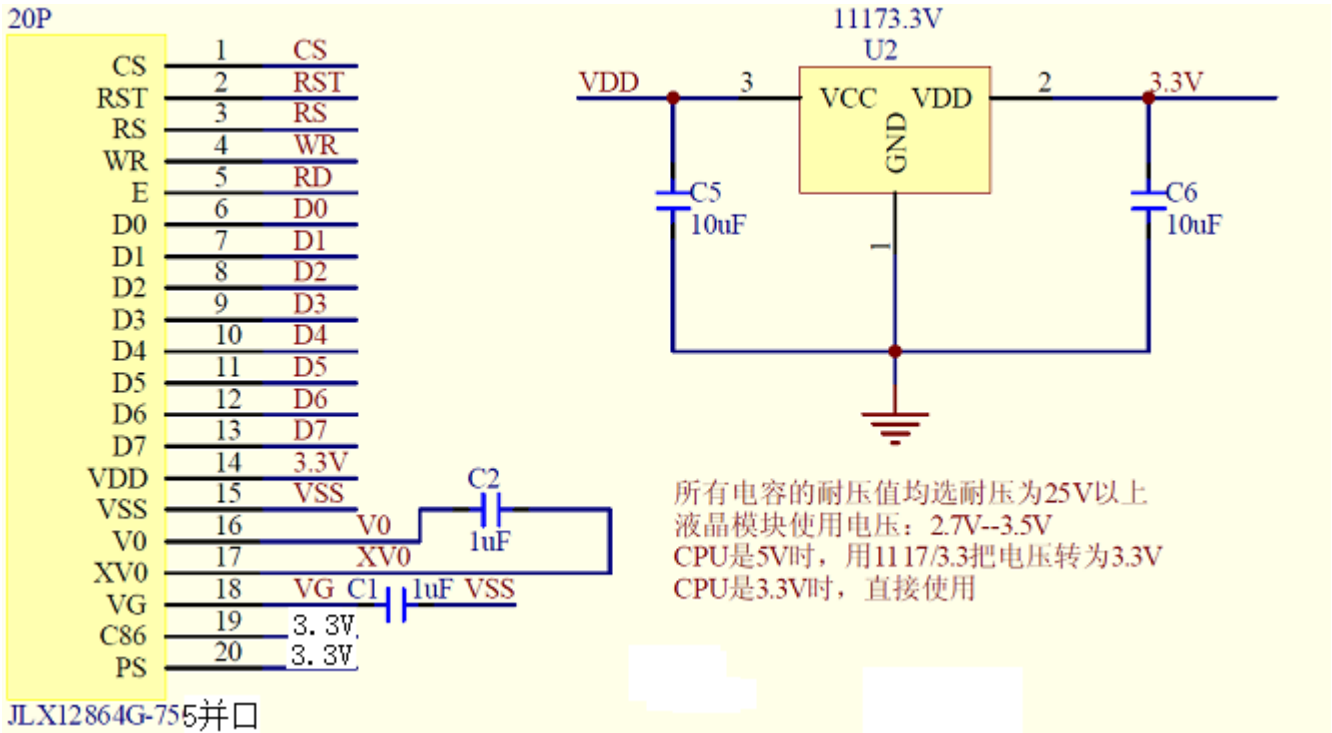 20P
CS 1 CS
RST 2 RST
RS 3 RS
WR 4 WR
E 5 RD
D0 6 D0
D1 7 D1
D2 8 D2
D3 9 D3
D4 10 D4
D5 11 D5
D6 12 D6
D7 13 D7
VDD 14 3.3V
VSS 15 VSS
V0 16 V0
XV0 17 XV0
C2
1uF
VG 18 VG C1 1uF VSS
C86 19 3.3V
PS 20 3.3V
JLX12864G-755并口
11173.3V
U2
VDD 3 VCC VDD 2 3.3V
GND
1
C5
10uF
C6
10uF
所有电容的耐压值均选耐压为25V以上
液晶模块使用电压：2.7V--3.5V
CPU是5V时，用1117/3.3把电压转为3.3V
CPU是3.3V时，直接使用